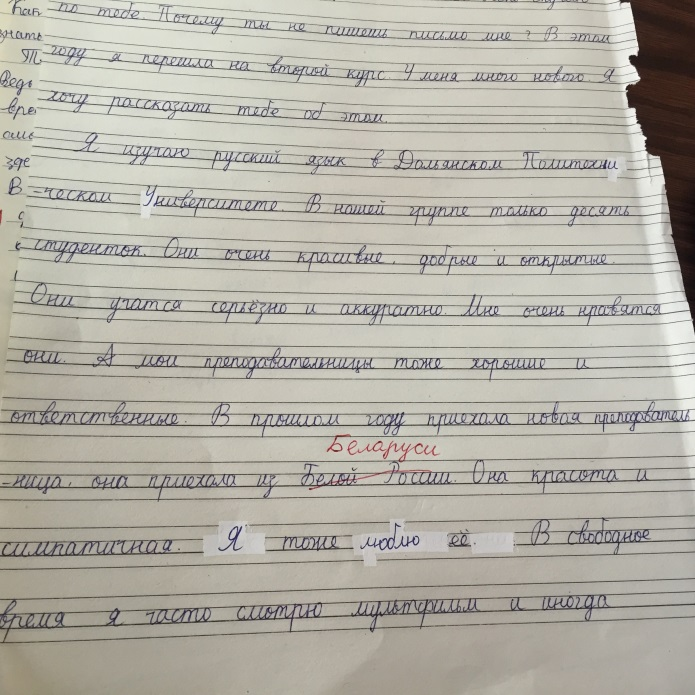 по тебе. Почему ты не пишешь письмо мне? В этом
году я перешла на второй курс. У меня много нового. Я
хочу рассказать тебе об этом.
Я изучаю русский язык в Дальянском Политехни
-ческом Университете. В нашей группе только десять
студенток. Они очень красивые, добрые и открытые.
Они учатся серьёзно и аккуратно. Мне очень нравятся
они. А мои преподавательницы тоже хорошие и
ответственные. В прошлом году приехала новая преподаватель
Беларуси
-ница, она приехала из Белой России. Она красота и
симпатичная. Я тоже люблю её. В свободное
время я часто смотрю мультфильм и иногда